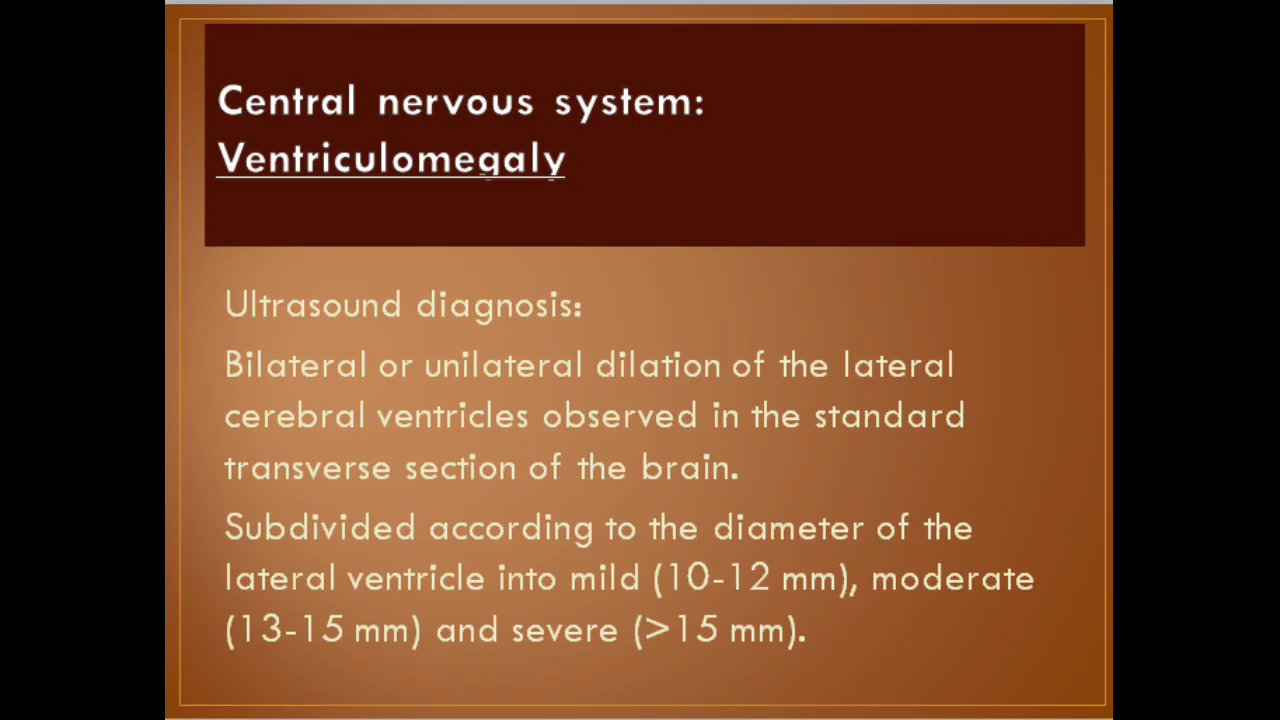 Central nervous system:
Ventriculomegaly
Ultrasound diagnosis:
Bilateral or unilateral dilation of the lateral
cerebral ventricles observed in the standard
transverse section of the brain.
Subdivided according to the diameter of the
lateral ventricle into mild (10-12 mm), moderate
(13-15 mm) and severe (>15 mm).